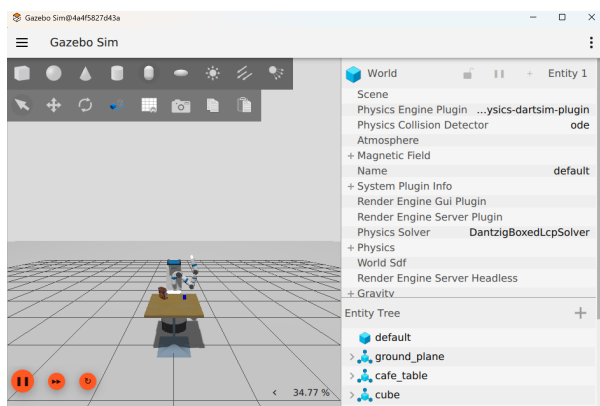 Gazebo Sim@4a4f5827d43a
Gazebo Sim
World Entity 1
Scene
Physics Engine Plugin ...ysics-dartsim-plugin
Physics Collision Detector ode
Atmosphere
+ Magnetic Field
Name default
+ System Plugin Info
Render Engine Gui Plugin
Render Engine Server Plugin
Physics Solver DantzigBoxedLcpSolver
+ Physics
World Sdf
Render Engine Server Headless
+ Gravity
Entity Tree
default
ground_plane
cafe_table
cube
34.77 %